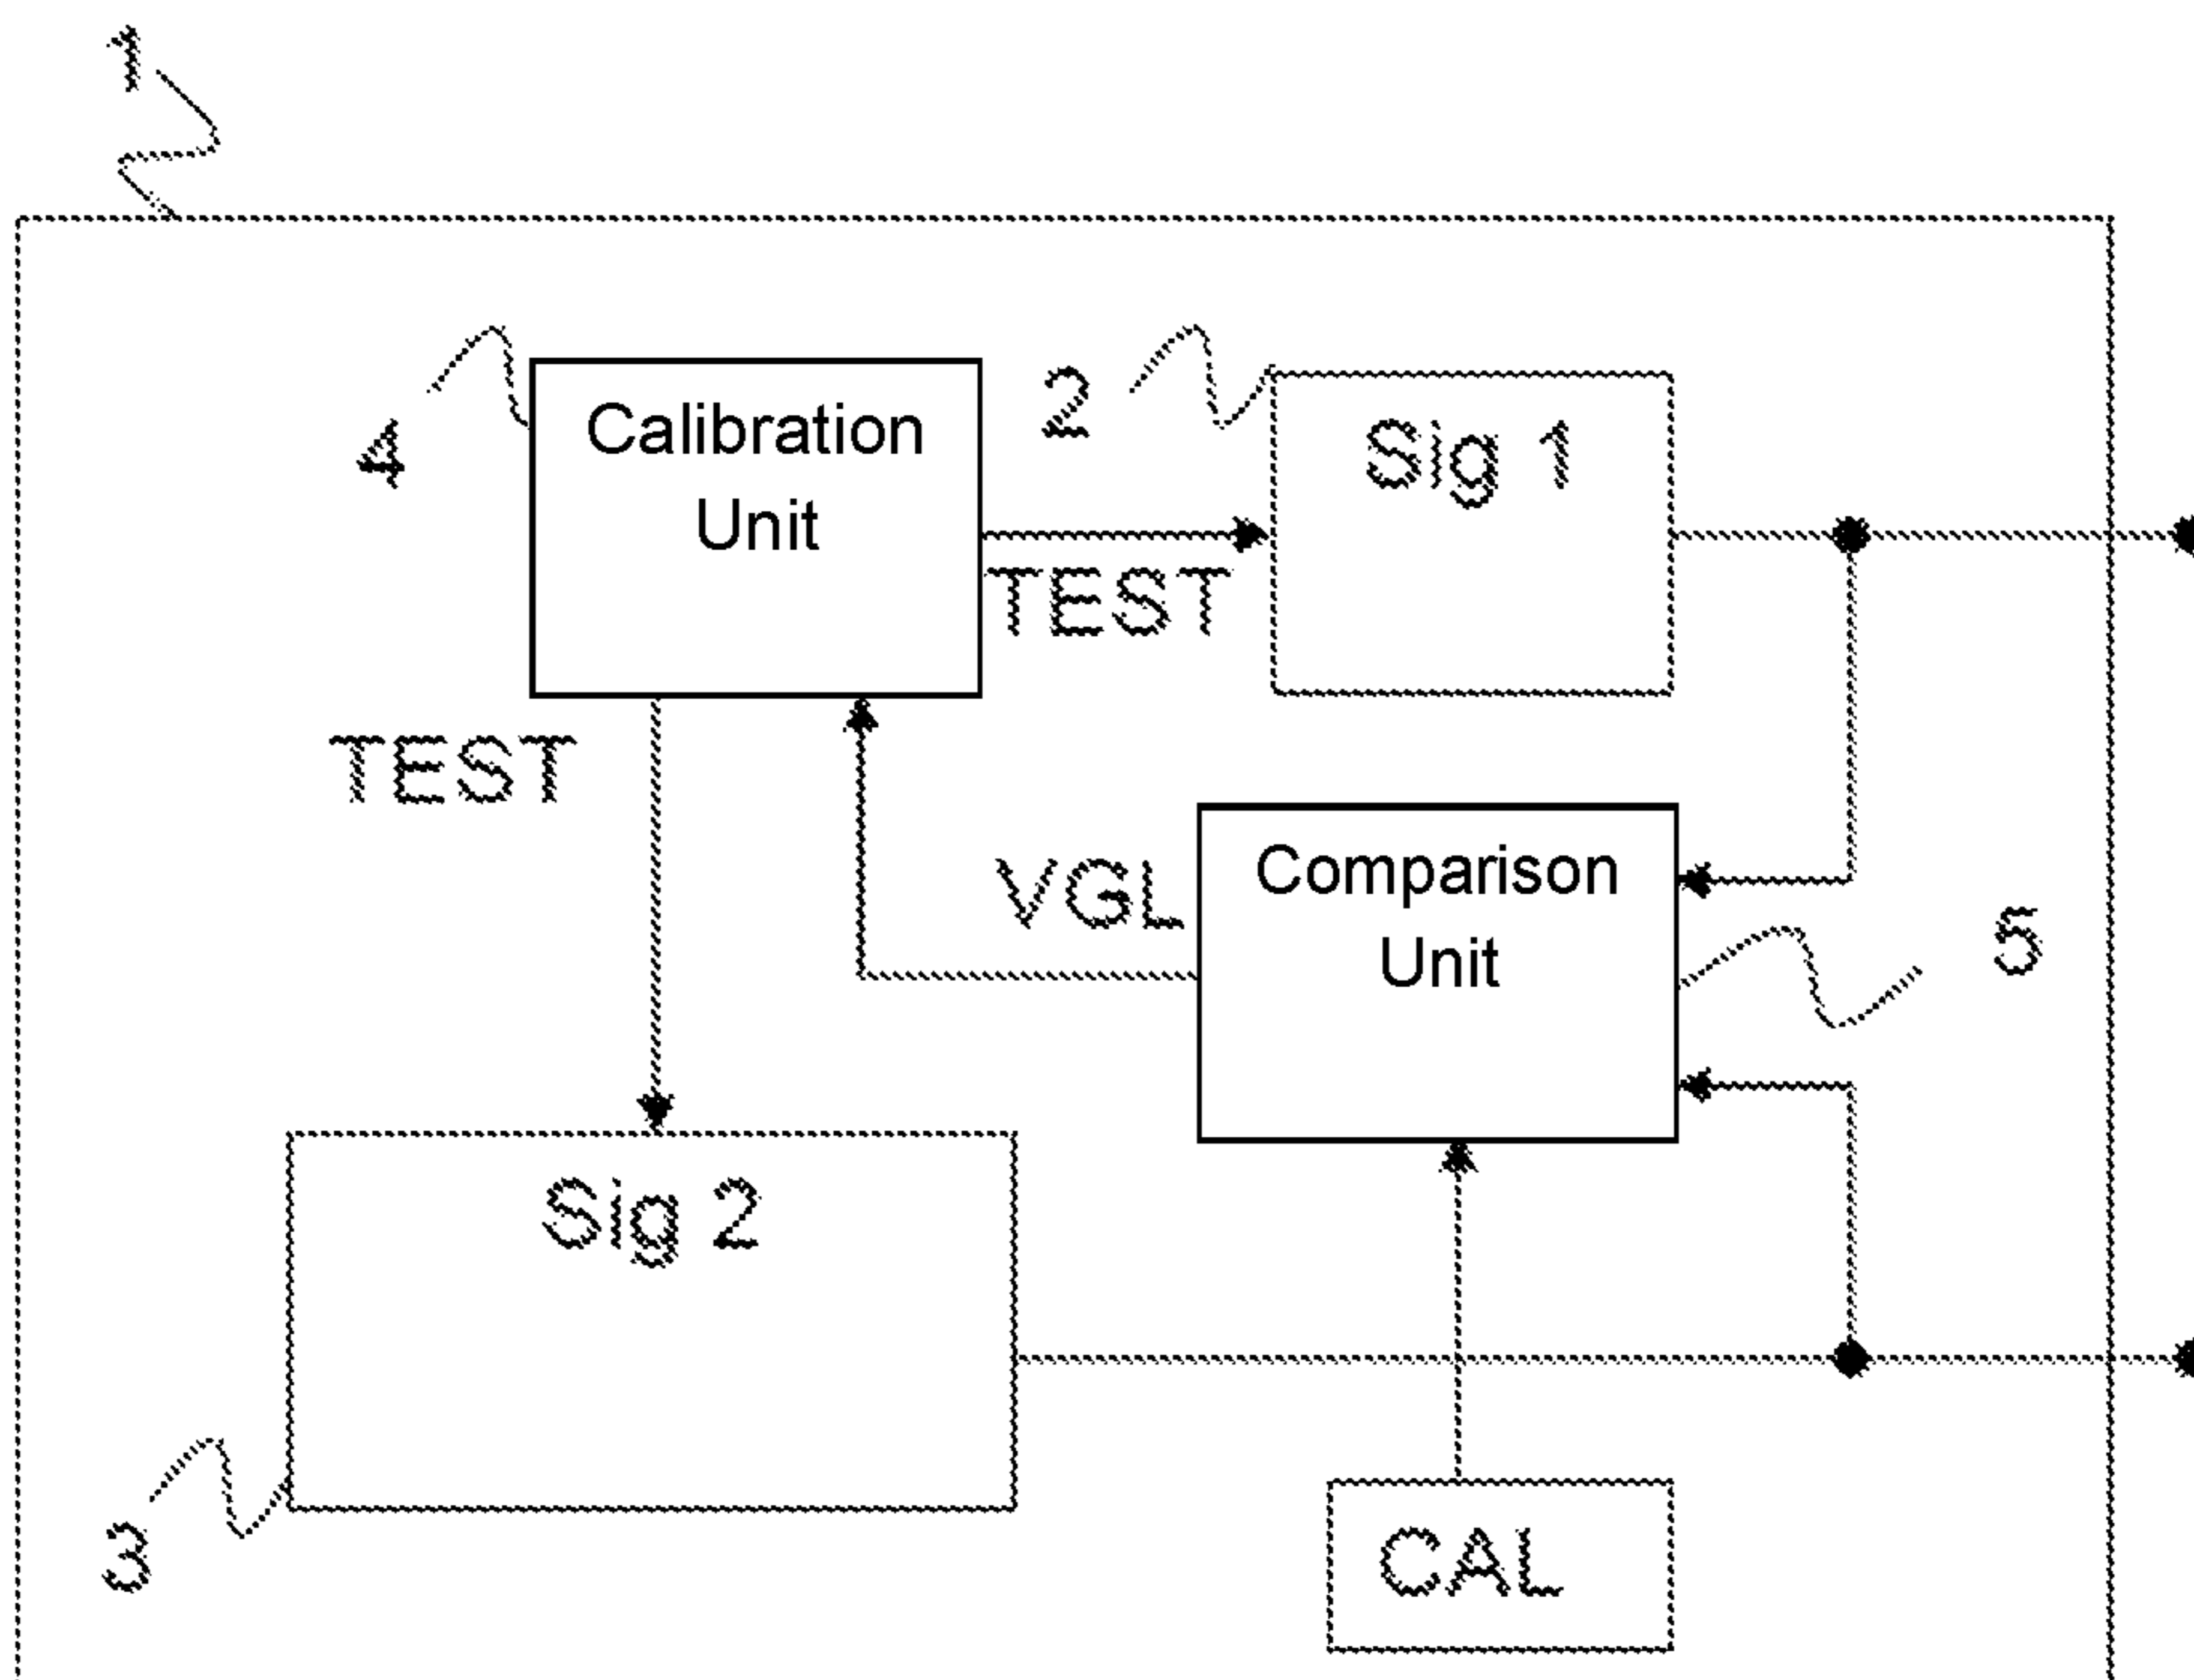 1
4
Calibration
Unit
2
Sig 1
TEST
TEST
VGL
Comparison
Unit
5
Sig 2
3
CAL